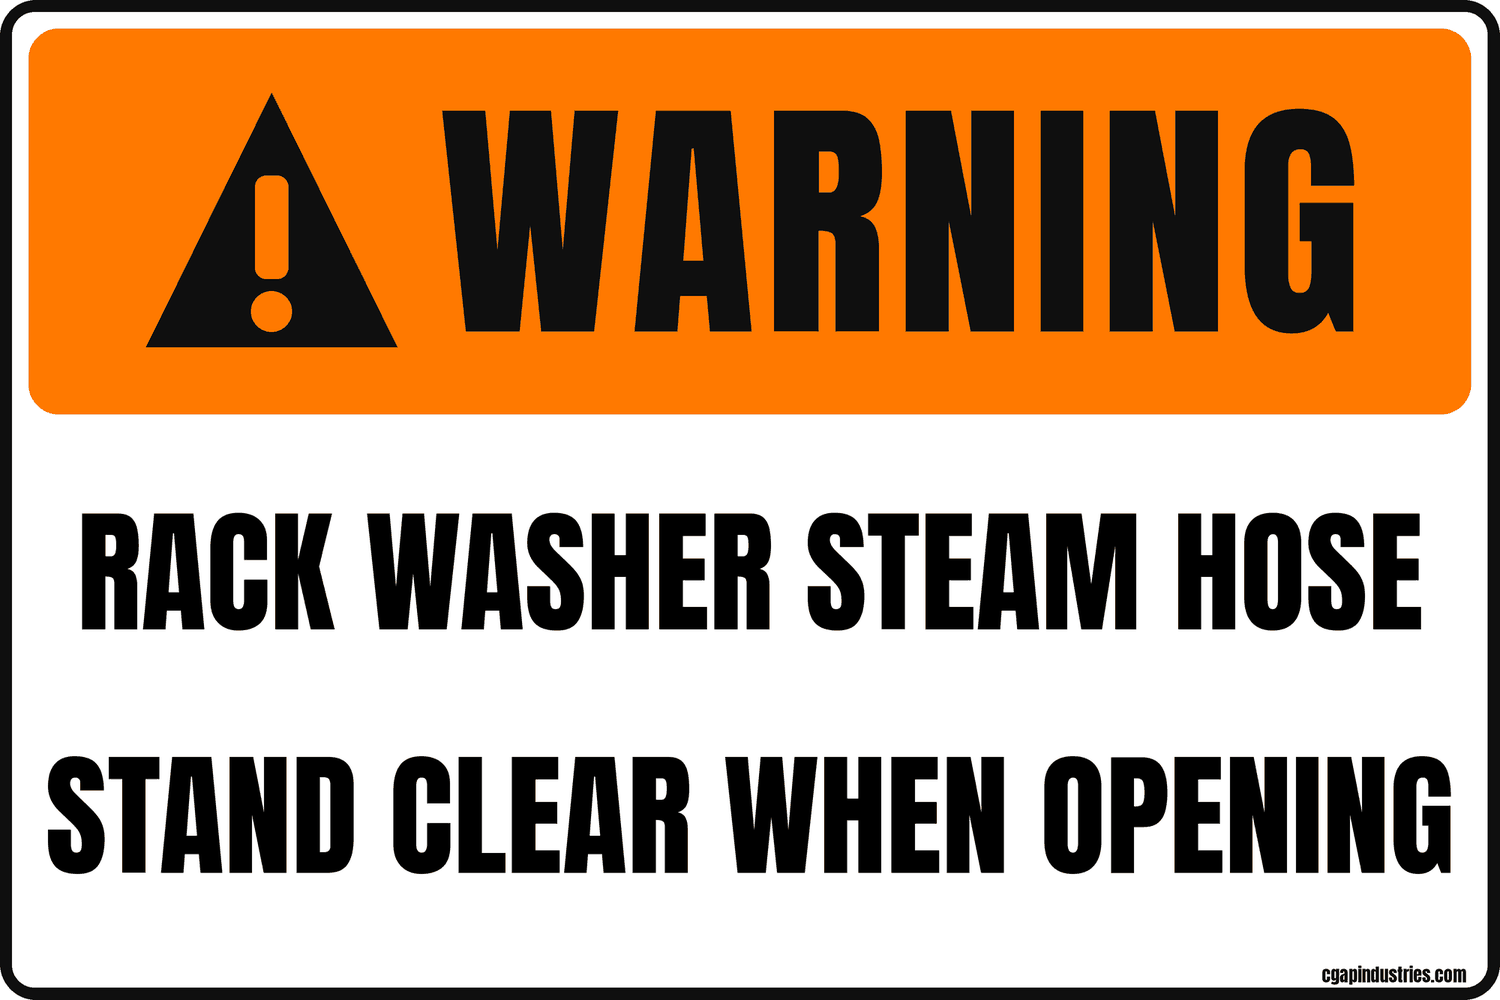 WARNING
RACK WASHER STEAM HOSE
STAND CLEAR WHEN OPENING
cgapindustries.com